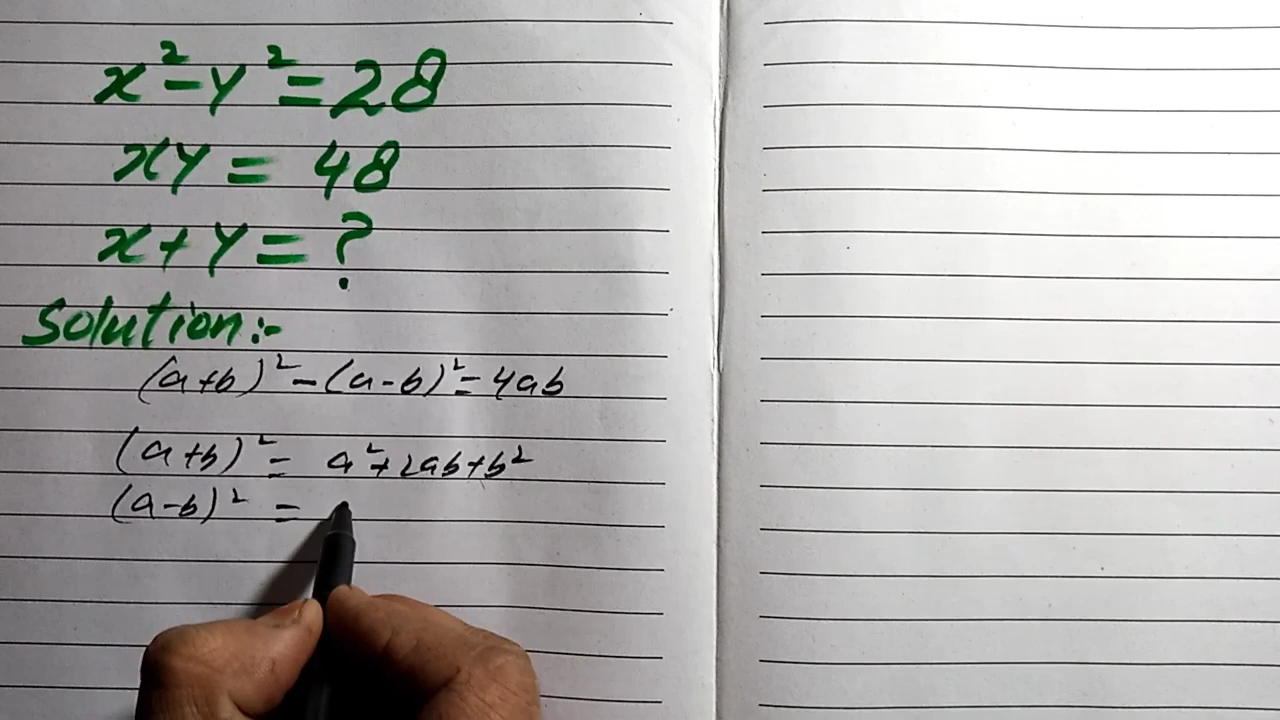 x²-y²=28
xy = 48
x+y=?
Solution:-
(a+b)²-(a-b)²=4ab
(a+b)²= a²+2ab+b²
(a-b)² =